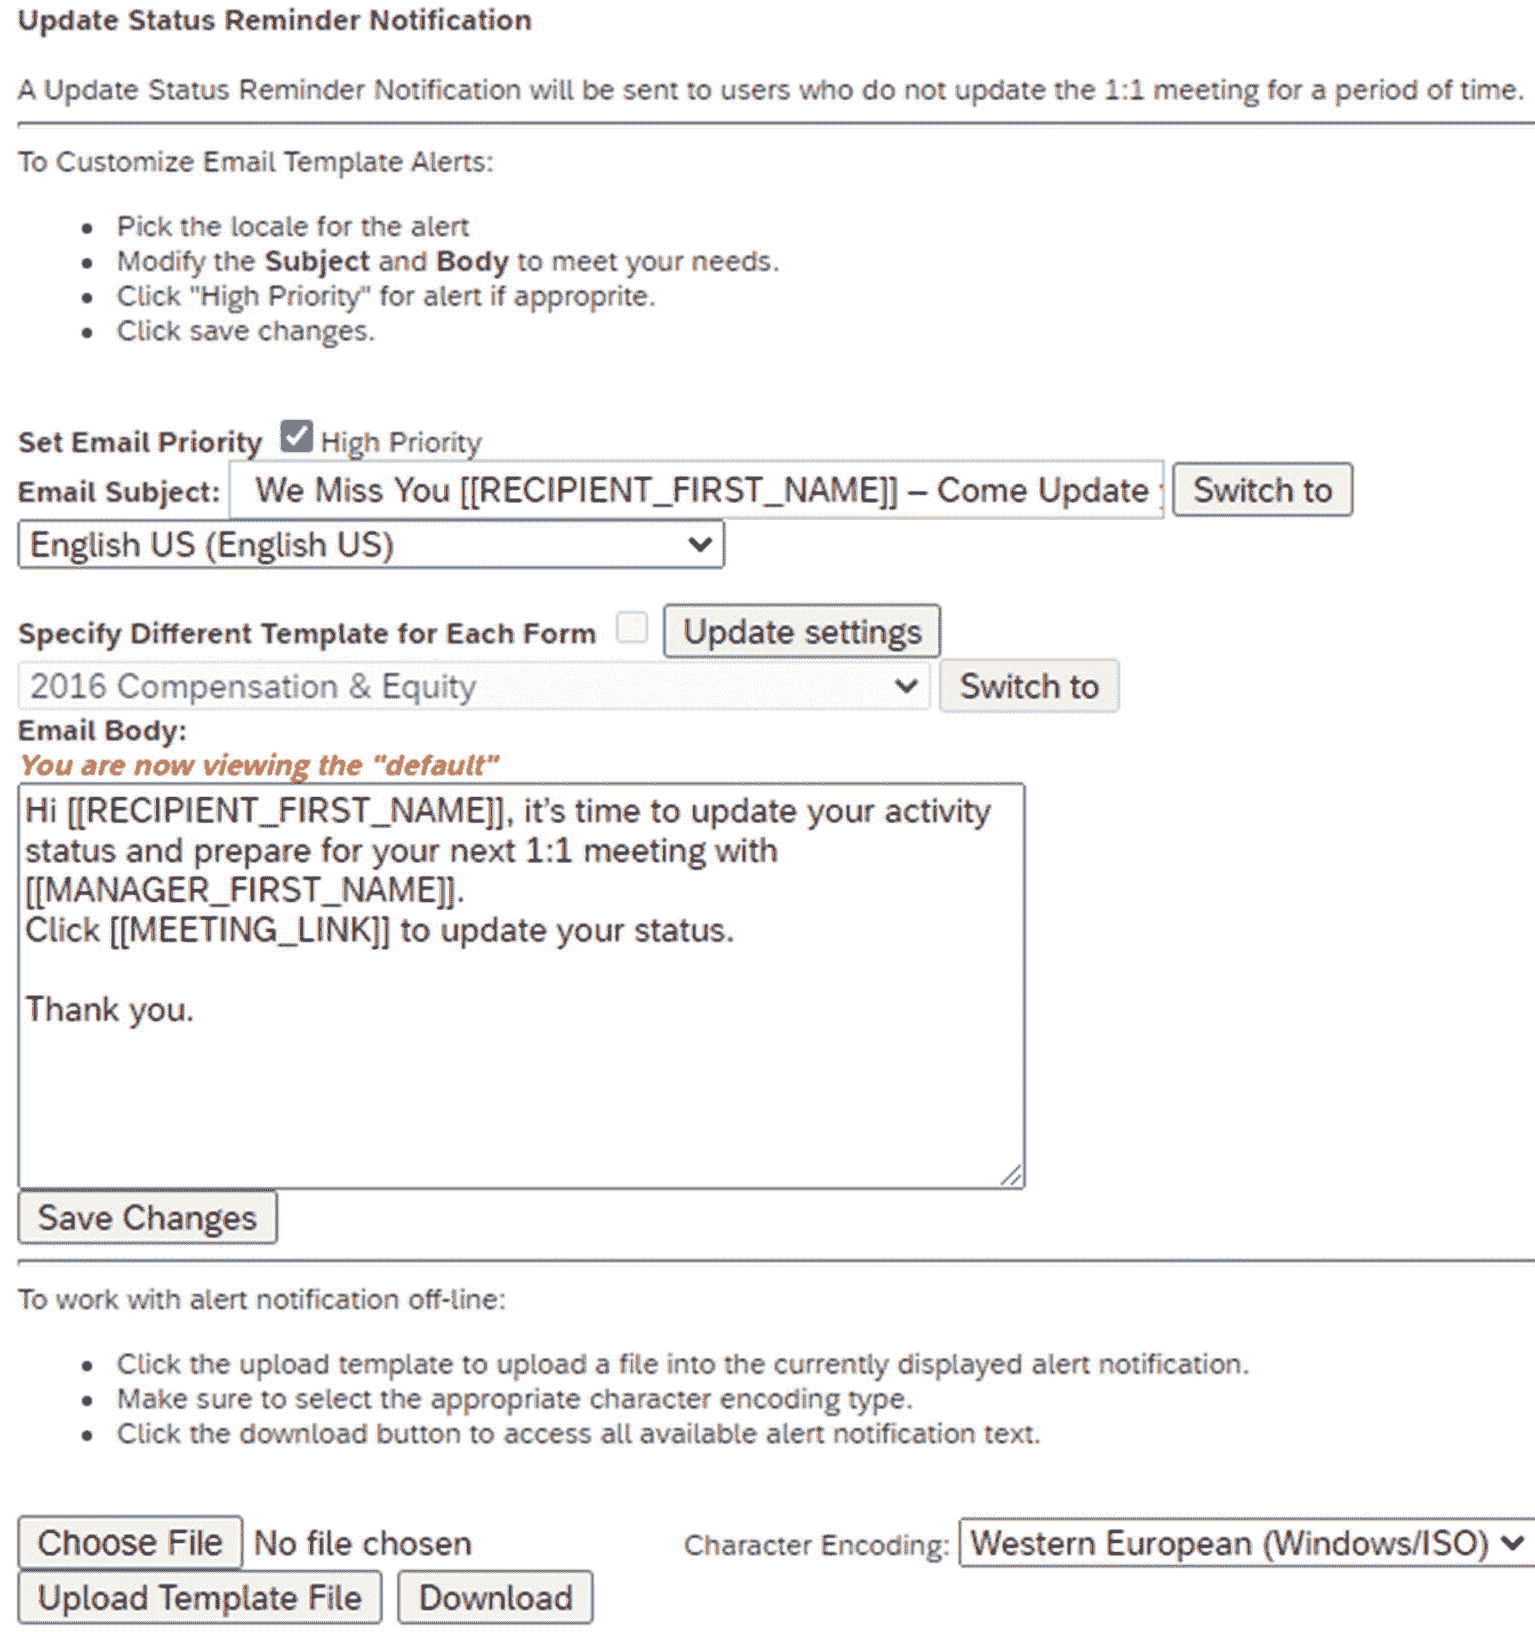 Update Status Reminder Notification
A Update Status Reminder Notification will be sent to users who do not update the 1:1 meeting for a period of time.
To Customize Email Template Alerts:
• Pick the locale for the alert
• Modify the Subject and Body to meet your needs.
• Click "High Priority" for alert if approprite.
• Click save changes.
Set Email Priority High Priority
Email Subject: We Miss You [[RECIPIENT_FIRST_NAME]] – Come Update Switch to
English US (English US)
Specify Different Template for Each Form Update settings
2016 Compensation & Equity Switch to
Email Body:
You are now viewing the "default"
Hi [[RECIPIENT_FIRST_NAME]], it’s time to update your activity
status and prepare for your next 1:1 meeting with
[[MANAGER_FIRST_NAME]].
Click [[MEETING_LINK]] to update your status.
Thank you.
Save Changes
To work with alert notification off-line:
• Click the upload template to upload a file into the currently displayed alert notification.
• Make sure to select the appropriate character encoding type.
• Click the download button to access all available alert notification text.
Choose File No file chosen Character Encoding: Western European (Windows/ISO)
Upload Template File Download